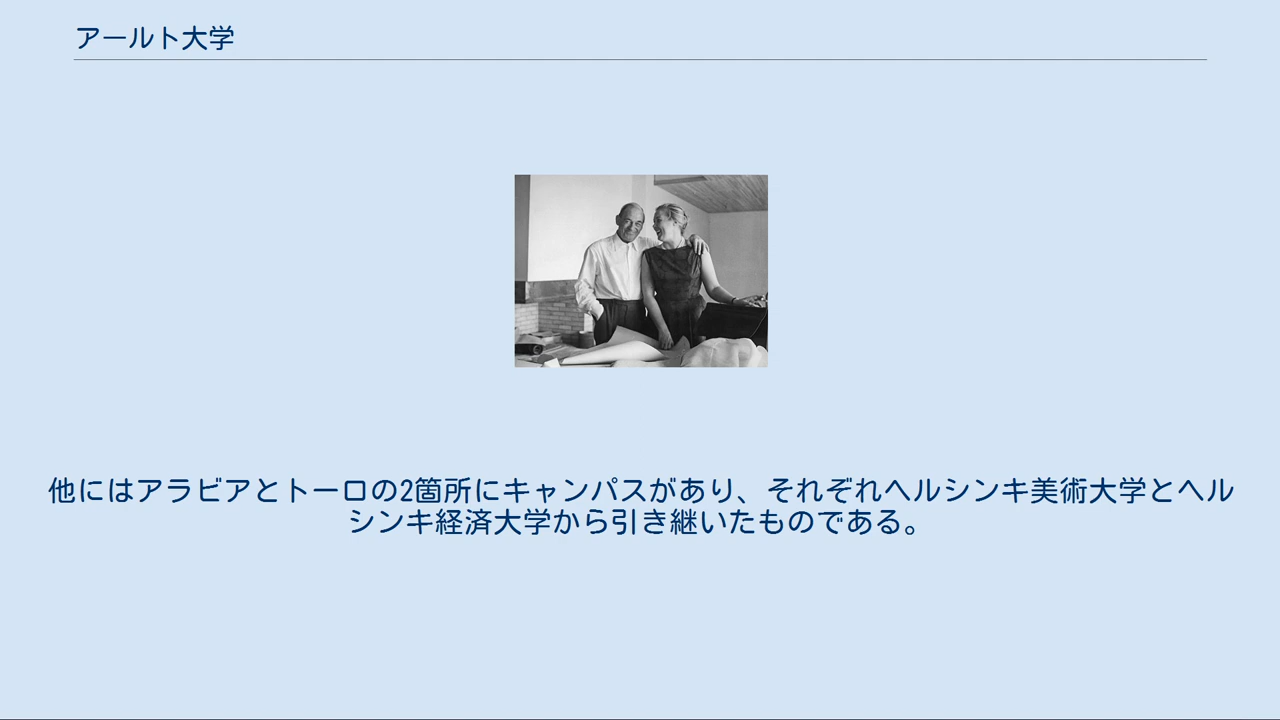 アールト大学
他にはアラビアとトーロの2箇所にキャンパスがあり、それぞれヘルシンキ美術大学とヘル
シンキ経済大学から引き継いたものである。